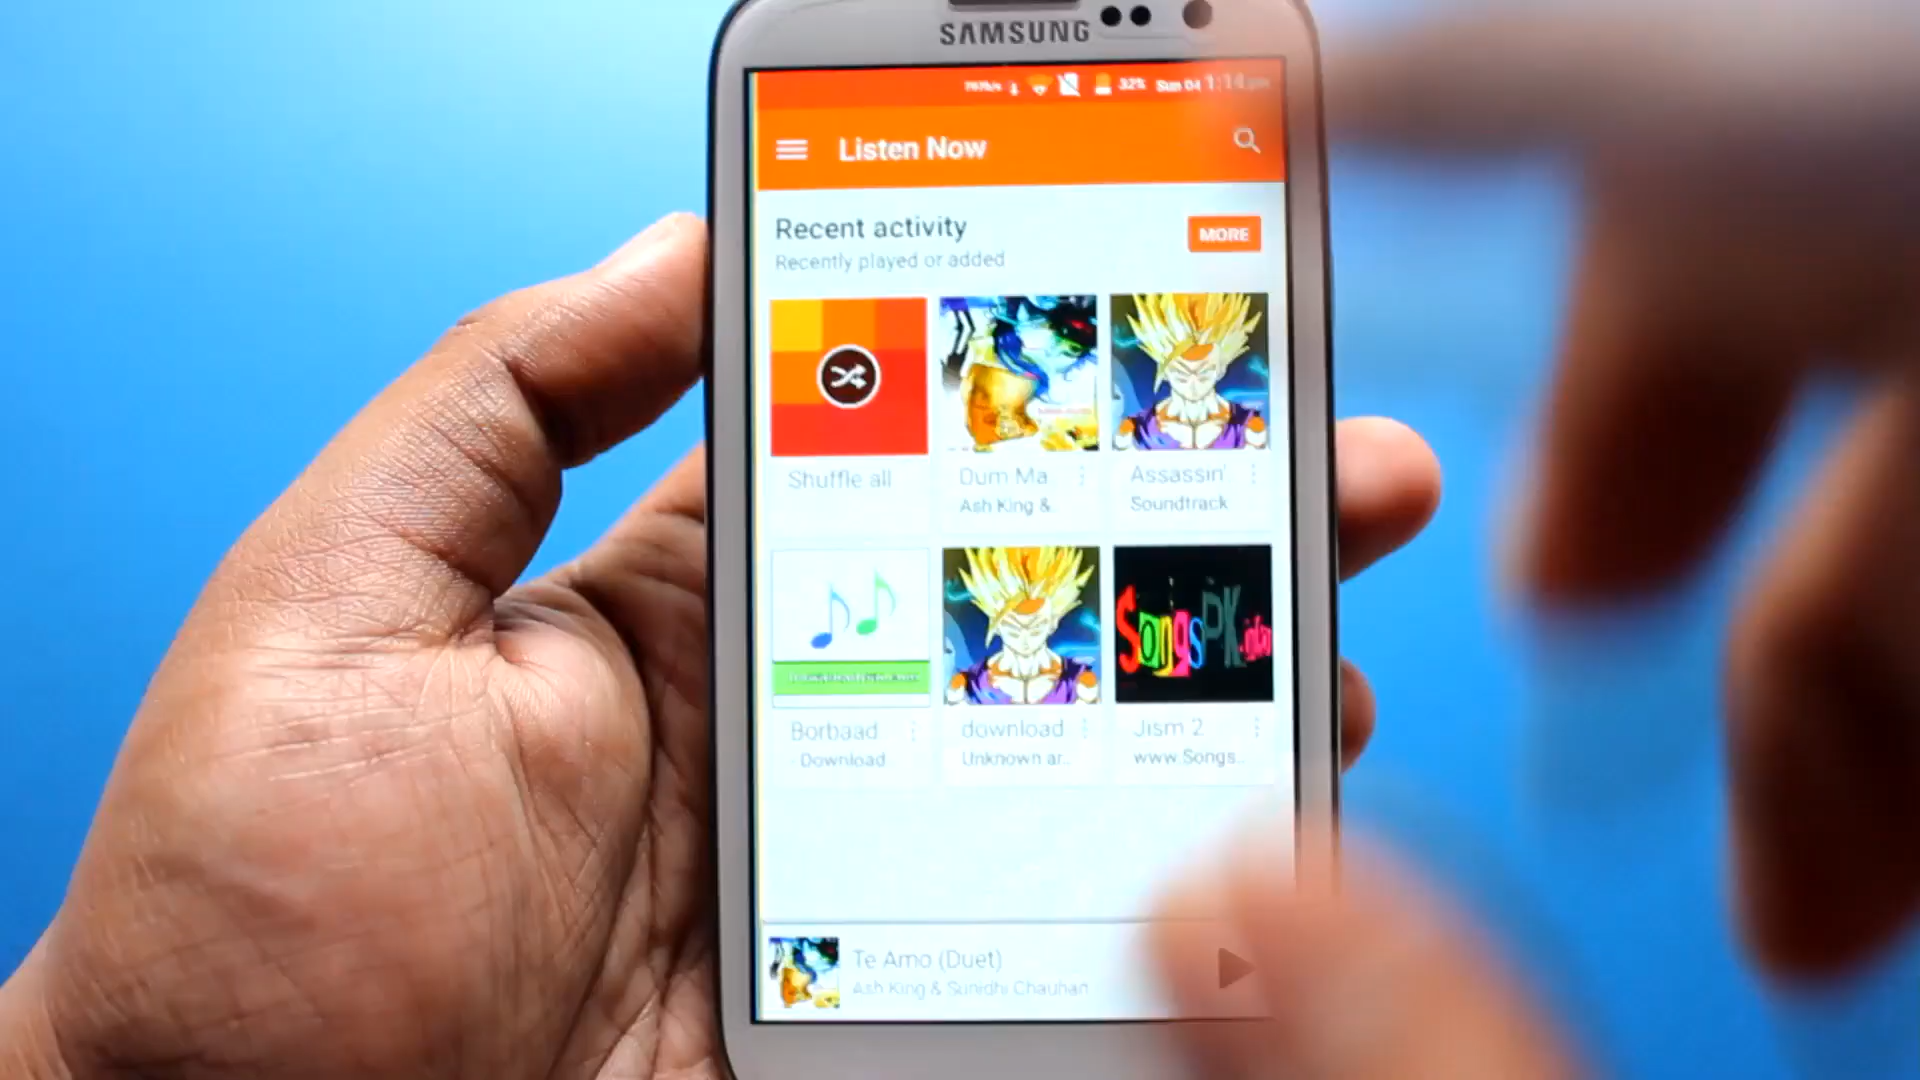 SAMSUNG
32% Sun 04 1:14 pm
Listen Now
Recent activity
MORE
Recently played or added
Shuffle all
Dum Ma
Ash King &
Assassin'
Soundtrack
SongsPK.info
Borbaad
- Download
download
Unknown ar..
Jism 2
www.Songs...
Te Amo (Duet)
Ash King & Sunidhi Chauhan